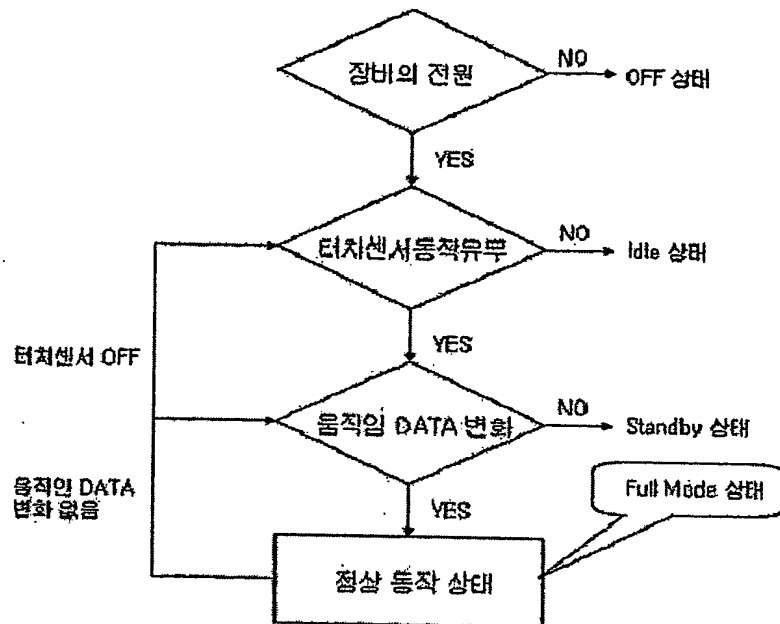 장비의 전원
NO
OFF 상태
YES
터치센서동작유무
NO
Idle 상태
YES
터치센서 OFF
움직임 DATA 변화
NO
Standby 상태
움직인 DATA
변화 없음
YES
Full Mode 상태
정상 동작 상태